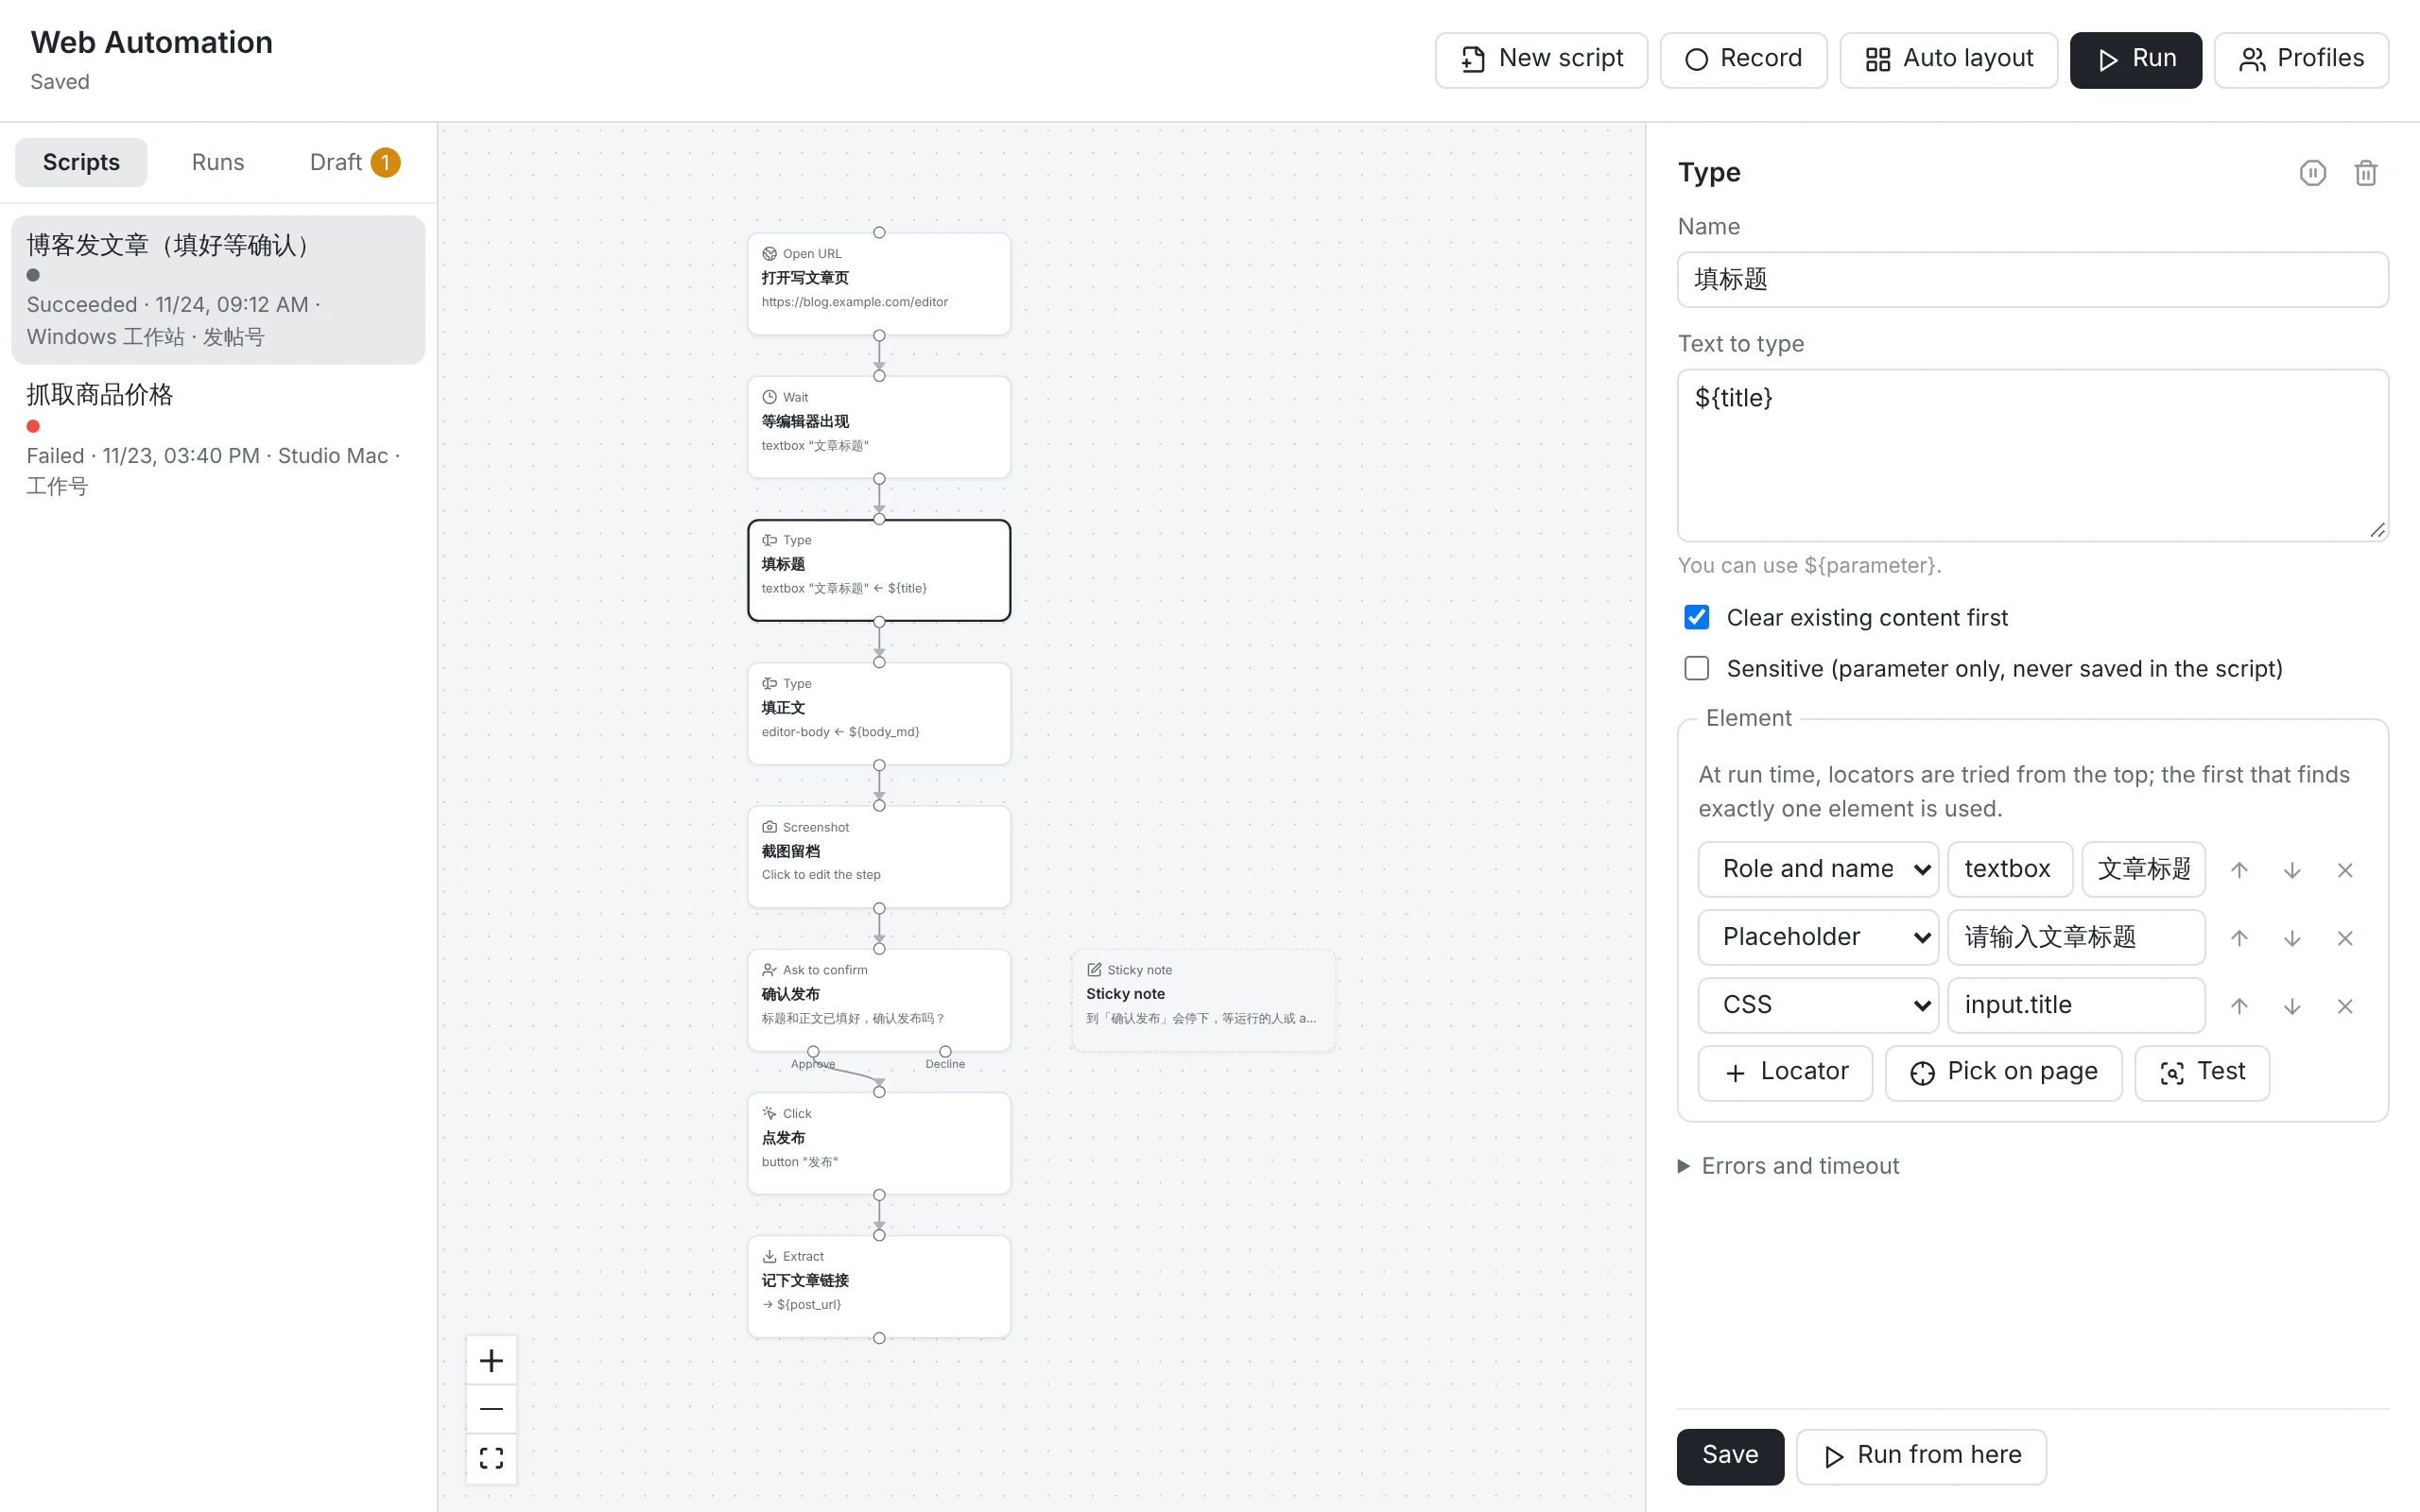 Web Automation
Saved
New script
Record
Auto layout
Run
Profiles
Scripts
Runs
Draft 1
博客发文章（填好等确认）
Succeeded · 11/24, 09:12 AM ·
Windows 工作站 · 发帖号
抓取商品价格
Failed · 11/23, 03:40 PM · Studio Mac ·
工作号
Open URL
打开写文章页
https://blog.example.com/editor
Wait
等编辑器出现
textbox "文章标题"
Type
填标题
textbox "文章标题" ← ${title}
Type
填正文
editor-body ← ${body_md}
Screenshot
截图留档
Click to edit the step
Ask to confirm
确认发布
标题和正文已填好，确认发布吗？
Approve
Decline
Sticky note
Sticky note
到「确认发布」会停下，等运行的人或 a...
Click
点发布
button "发布"
Extract
记下文章链接
→ ${post_url}
Type
Name
填标题
Text to type
${title}
You can use ${parameter}.
Clear existing content first
Sensitive (parameter only, never saved in the script)
Element
At run time, locators are tried from the top; the first that finds
exactly one element is used.
Role and name textbox 文章标题
Placeholder 请输入文章标题
CSS input.title
Locator
Pick on page
Test
Errors and timeout
Save
Run from here